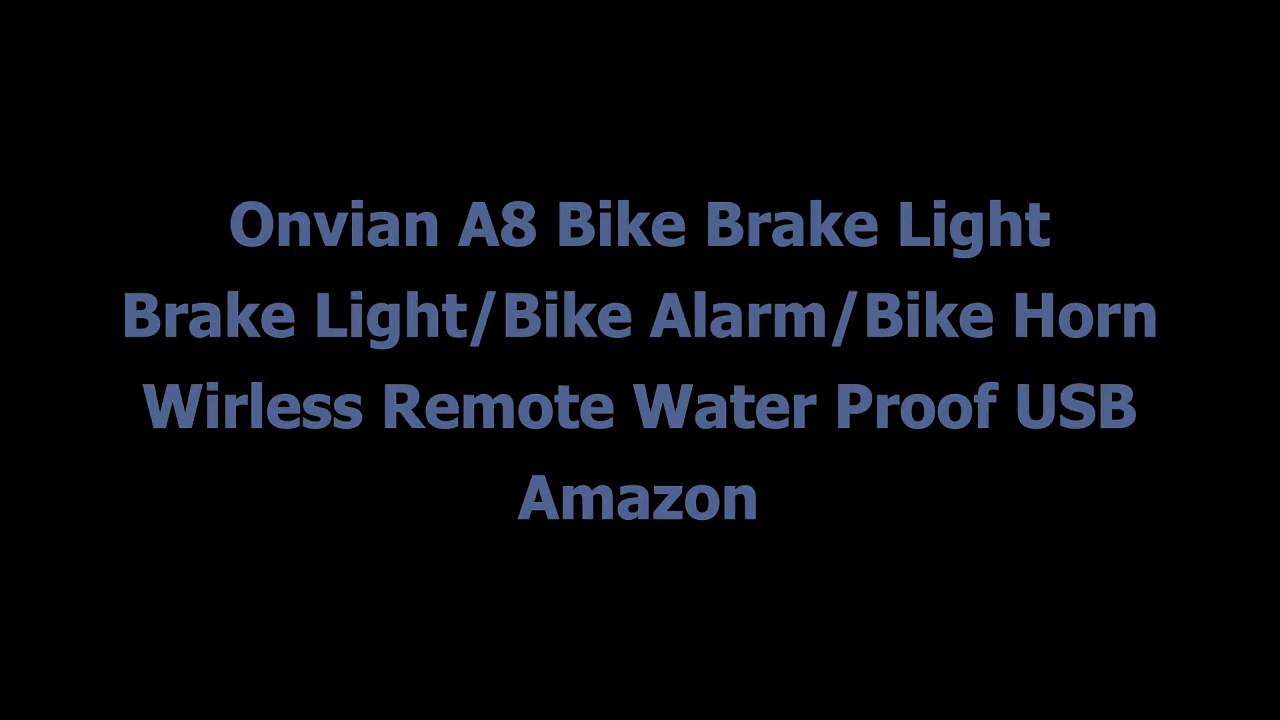 Onvian A8 Bike Brake Light
Brake Light/Bike Alarm/Bike Horn
Wirless Remote Water Proof USB
Amazon